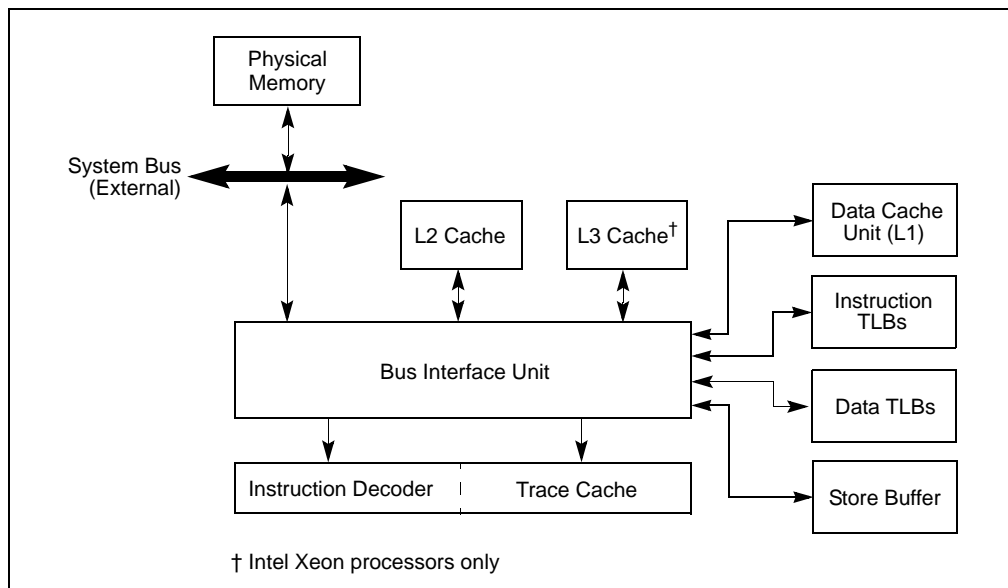 Physical
Memory
System Bus
(External)
L2 Cache
L3 Cache†
Data Cache
Unit (L1)
Instruction
TLBs
Bus Interface Unit
Data TLBs
Instruction Decoder
Trace Cache
Store Buffer
† Intel Xeon processors only